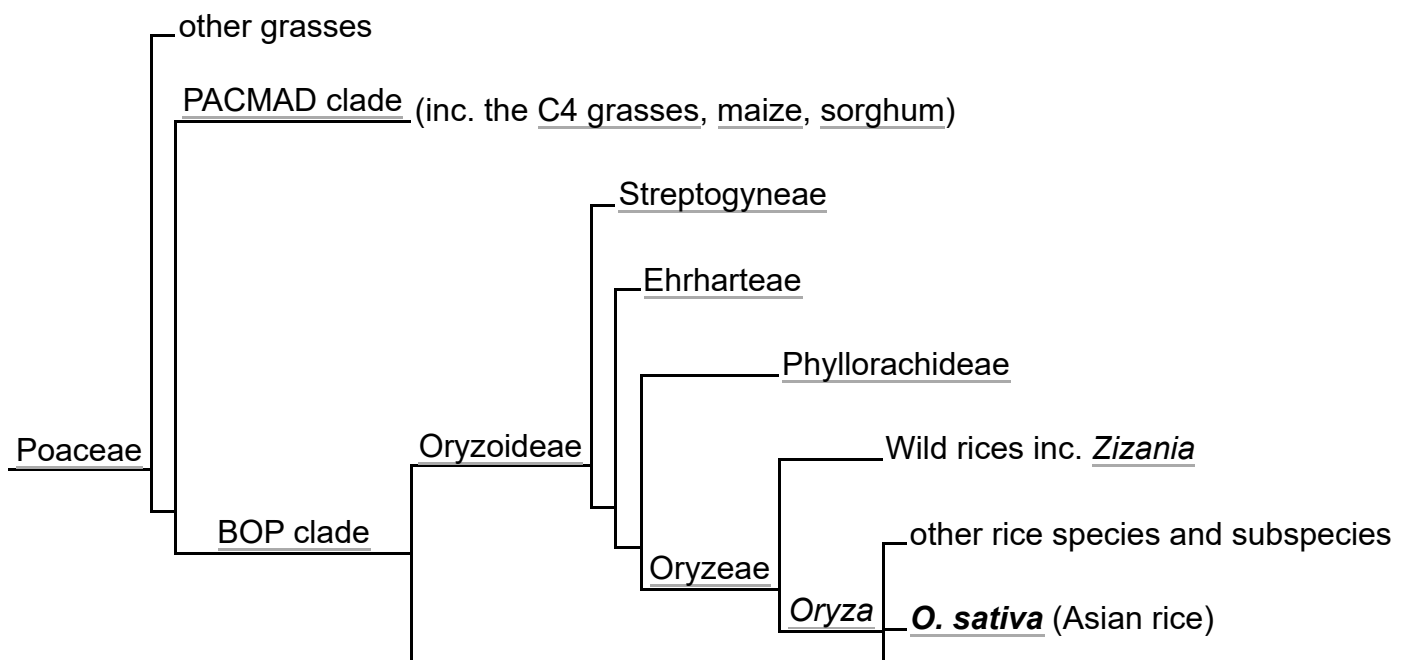 other grasses
PACMAD clade (inc. the C4 grasses, maize, sorghum)
Streptogyneae
Ehrharteae
Phyllorachideae
Poaceae
Oryzoideae
Wild rices inc. Zizania
BOP clade
other rice species and subspecies
Oryzeae
Oryza
O. sativa (Asian rice)